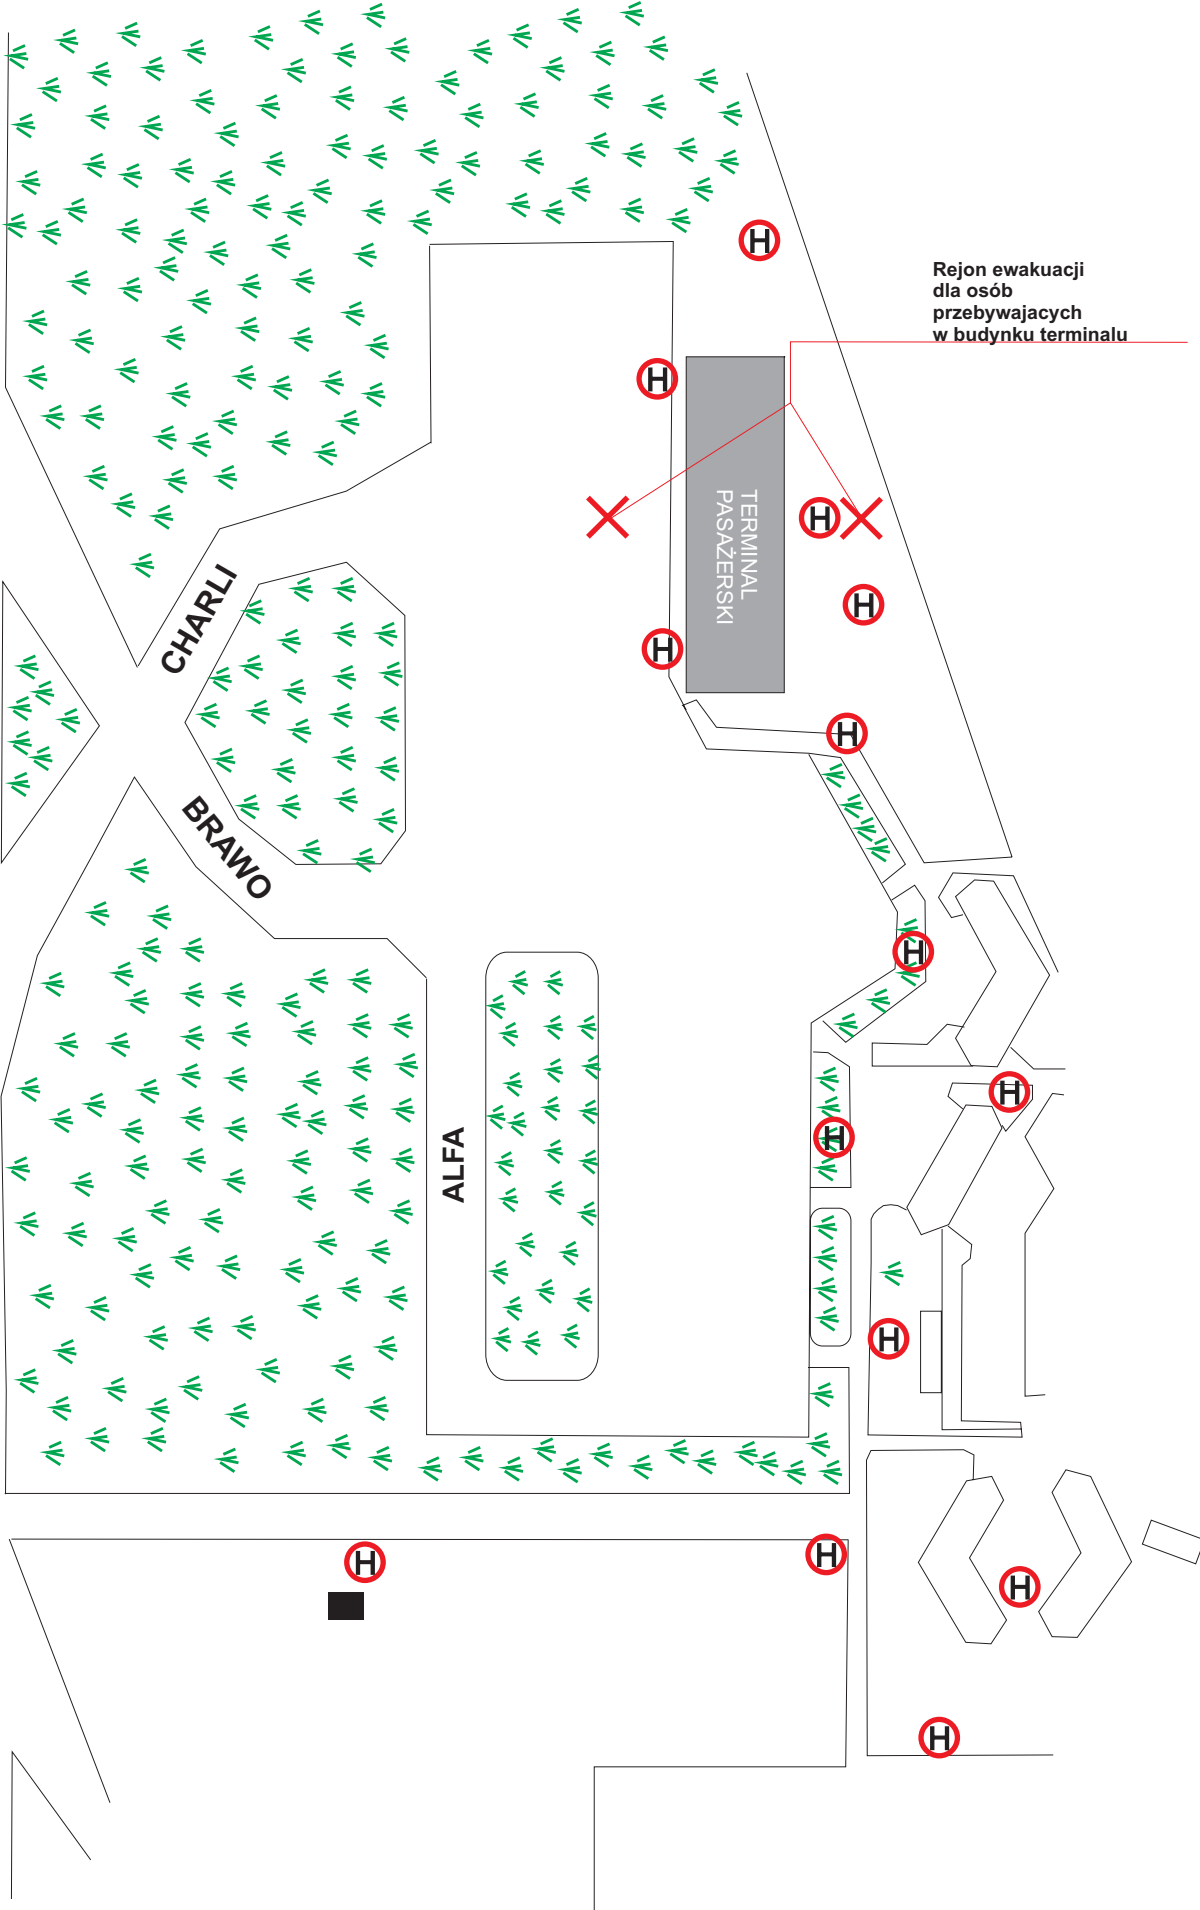 H
Rejon ewakuacji
dla osób
przebywajacych
w budynku terminalu
H
TERMINAL
PASAŻERSKI
H
H
CHARLI
H
H
BRAWO
H
H
ALFA
H
H
H
H
H
H